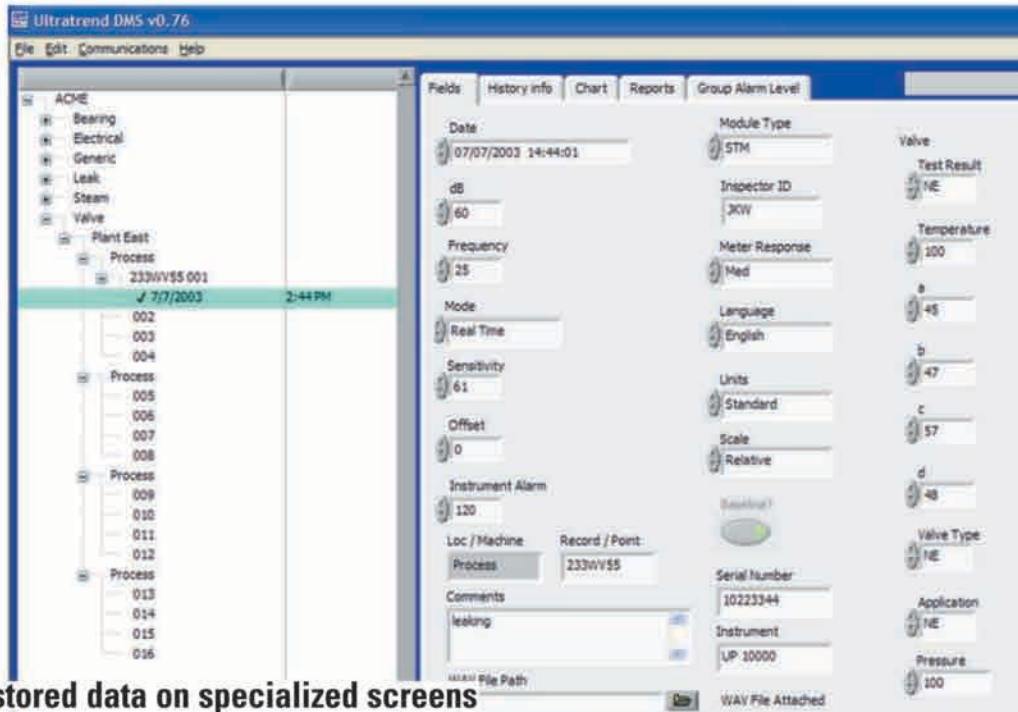 Ultratrend DMS v0.76
File Edit Communications Help
ACME
Bearing
Electrical
Generic
Leak
Steam
Valve
Plant East
Process
233WV55 001
✓ 7/7/2003 2:44 PM
002
003
004
Process
005
006
007
008
Process
009
010
011
012
Process
013
014
015
016
Fields History info Chart Reports Group Alarm Level
Date
07/07/2003 14:44:01
dB
60
Frequency
25
Mode
Real Time
Sensitivity
61
Offset
0
Instrument Alarm
120
Loc / Machine Record / Point
Process 233WV55
Comments
leaking
WAV File Path
Module Type
STM
Inspector ID
JKW
Meter Response
Med
Language
English
Units
Standard
Scale
Relative
Baseline?
Serial Number
10223344
Instrument
UP 10000
WAV File Attached
Valve
Test Result
NE
Temperature
100
a
45
b
47
c
57
d
48
Valve Type
NE
Application
NE
Pressure
100
stored data on specialized screens